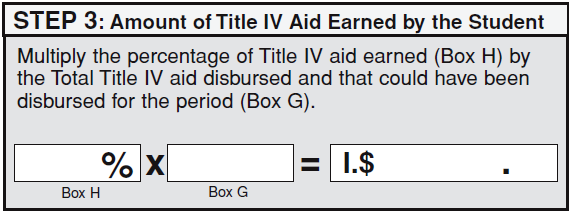 STEP 3: Amount of Title IV Aid Earned by the Student
Multiply the percentage of Title IV aid earned (Box H) by
the Total Title IV aid disbursed and that could have been
disbursed for the period (Box G).
% X = I.$ .
Box H Box G